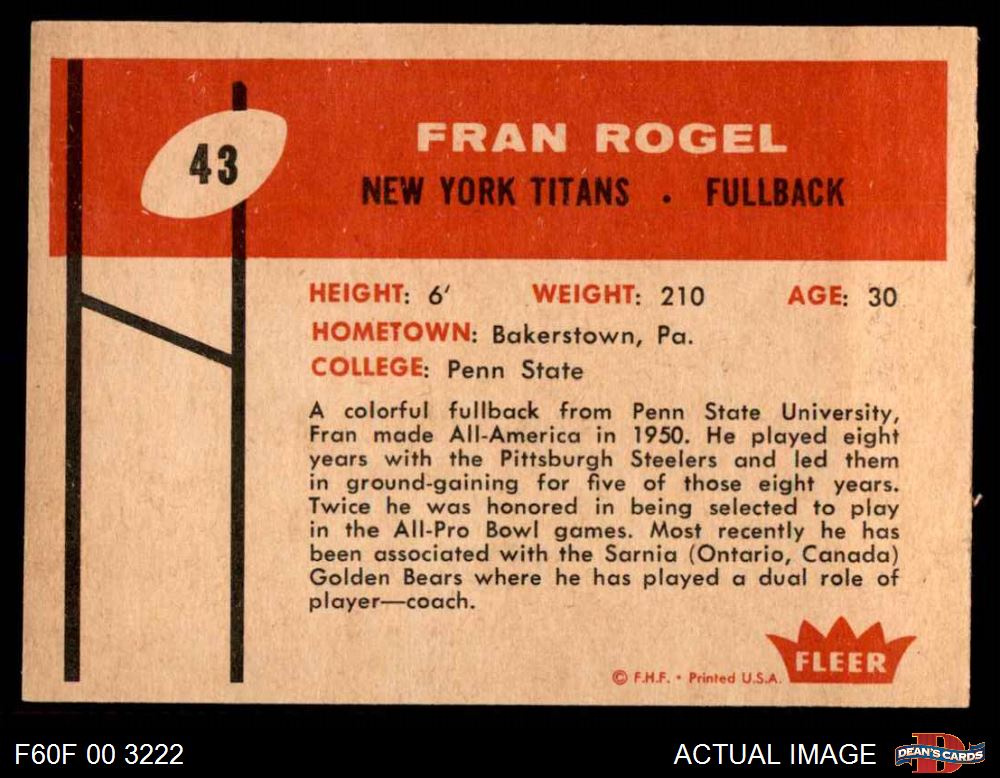 43
FRAN ROGEL
NEW YORK TITANS • FULLBACK
HEIGHT: 6' WEIGHT: 210 AGE: 30
HOMETOWN: Bakerstown, Pa.
COLLEGE: Penn State
A colorful fullback from Penn State University,
Fran made All-America in 1950. He played eight
years with the Pittsburgh Steelers and led them
in ground-gaining for five of those eight years.
Twice he was honored in being selected to play
in the All-Pro Bowl games. Most recently he has
been associated with the Sarnia (Ontario, Canada)
Golden Bears where he has played a dual role of
player—coach.
FLEER
© F.H.F. • Printed U.S.A.
F60F 00 3222
ACTUAL IMAGE
D
DEAN'S CARDS